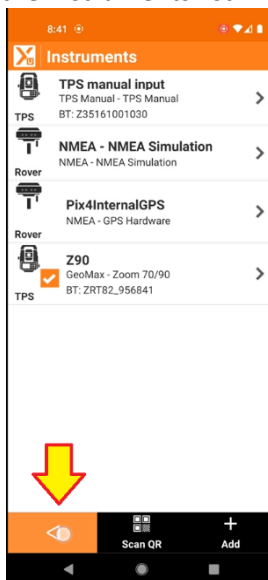 8:41
Instruments
TPS manual input
TPS Manual - TPS Manual
BT: Z35161001030
TPS
NMEA - NMEA Simulation
NMEA - NMEA Simulation
Rover
Pix4InternalGPS
NMEA - GPS Hardware
Rover
Z90
GeoMax - Zoom 70/90
BT: ZRT82_956841
TPS
Scan QR
Add